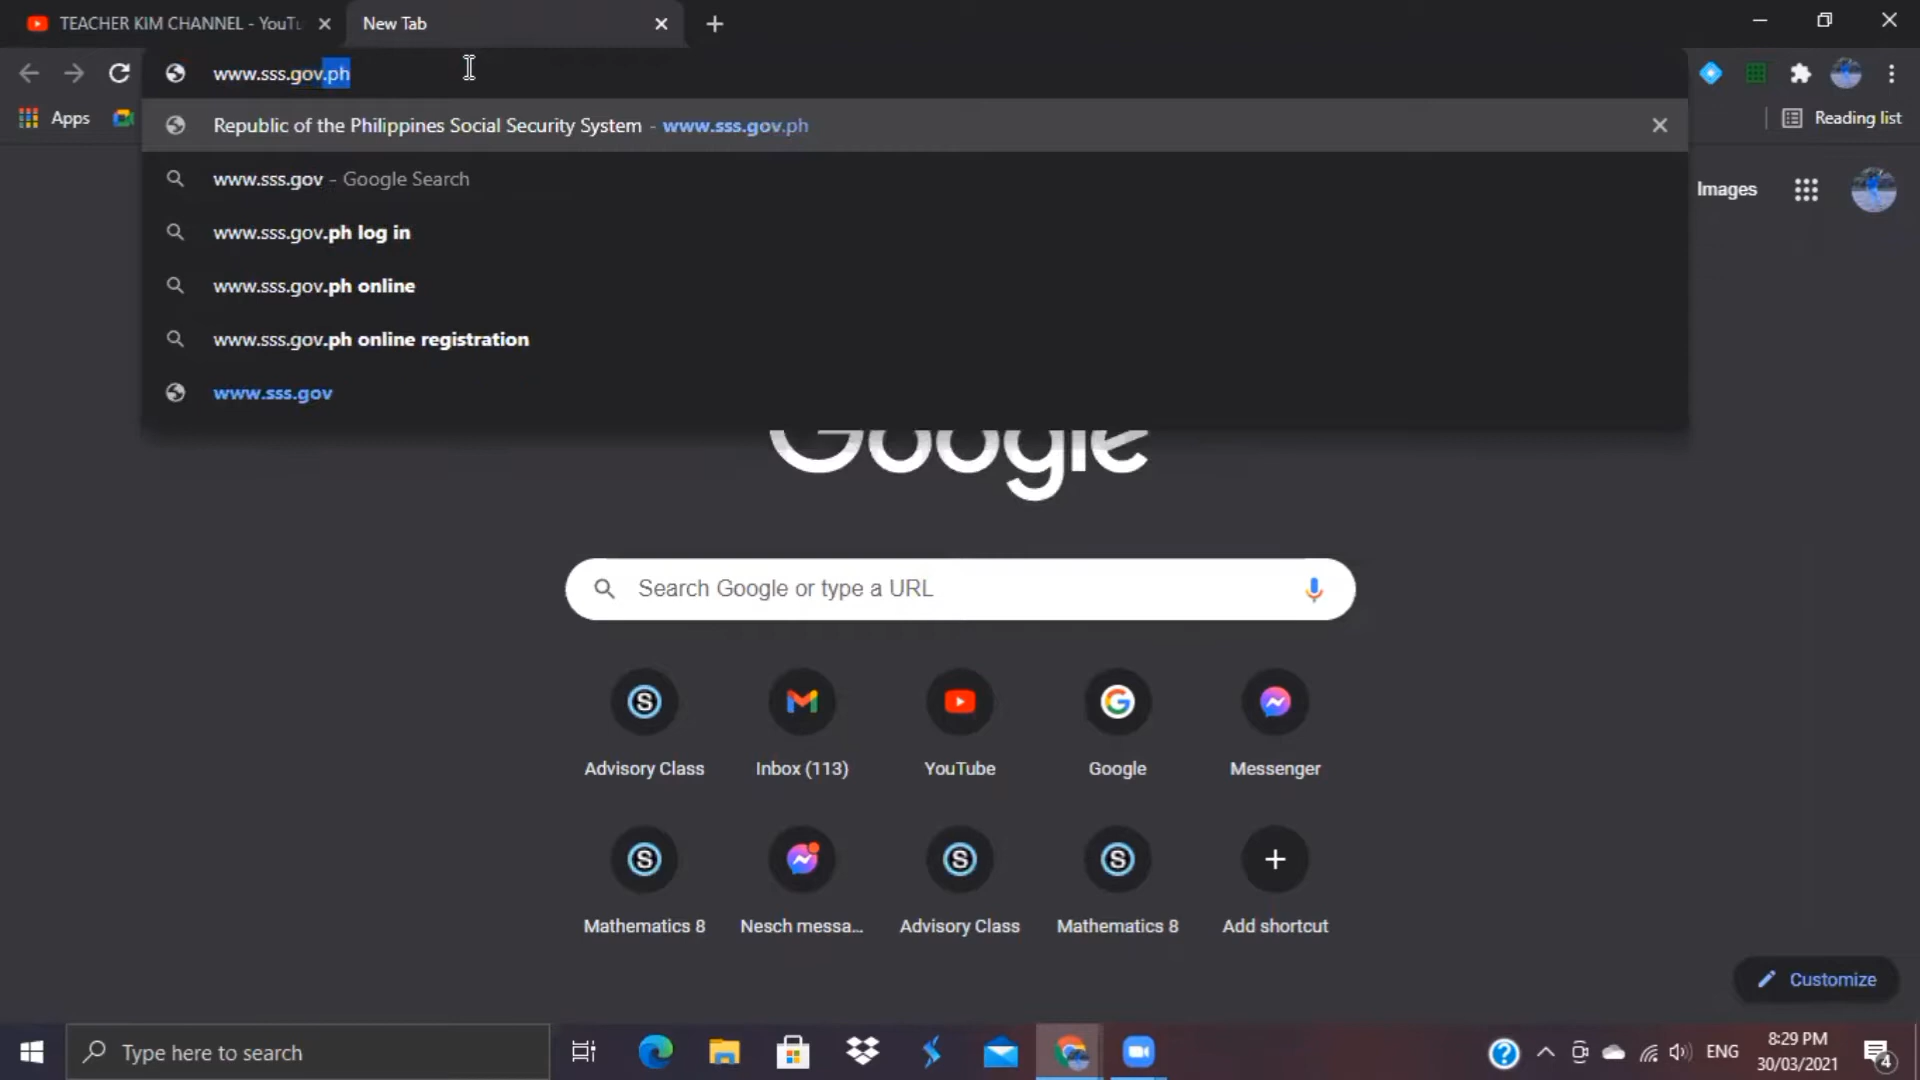 TEACHER KIM CHANNEL - YouTu
New Tab
www.sss.gov.ph
Apps
Reading list
Republic of the Philippines Social Security System - www.sss.gov.ph
www.sss.gov - Google Search
www.sss.gov.ph log in
www.sss.gov.ph online
www.sss.gov.ph online registration
www.sss.gov
Images
Google
Search Google or type a URL
Advisory Class
Inbox (113)
YouTube
Google
Messenger
Mathematics 8
Nesch messa...
Advisory Class
Mathematics 8
Add shortcut
Customize
Type here to search
ENG
8:29 PM
30/03/2021
4